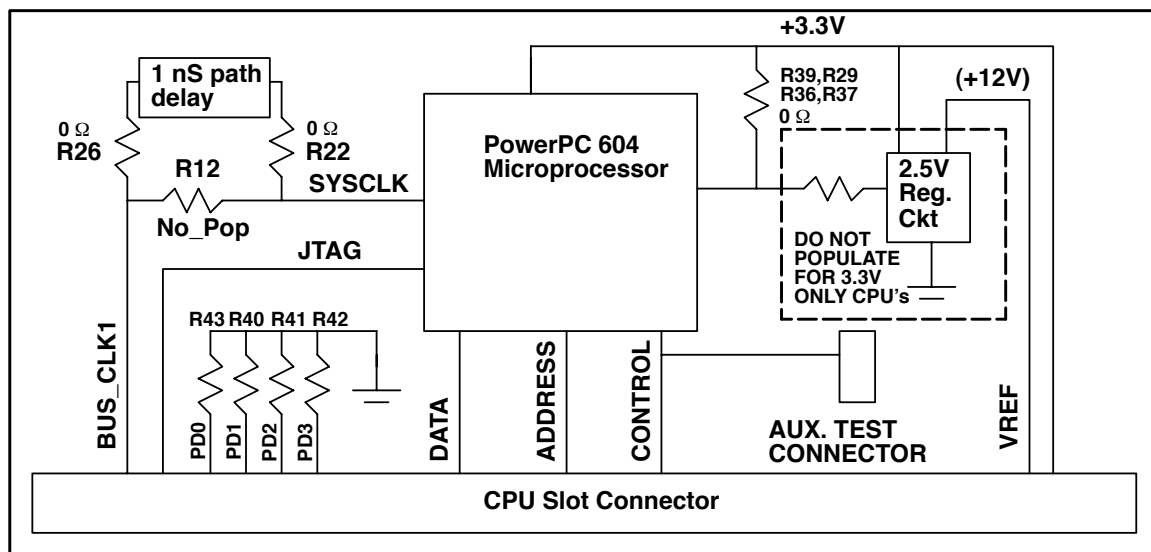 +3.3V
1 nS path
delay
R39,R29
R36,R37
0 Ω
(+12V)
0 Ω
R26
0 Ω
R22
R12
No_Pop
SYSCLK
PowerPC 604
Microprocessor
2.5V
Reg.
Ckt
DO NOT
POPULATE
FOR 3.3V
ONLY CPU's
JTAG
R43 R40 R41 R42
BUS_CLK1
PD0
PD1
PD2
PD3
DATA
ADDRESS
CONTROL
AUX. TEST
CONNECTOR
VREF
CPU Slot Connector